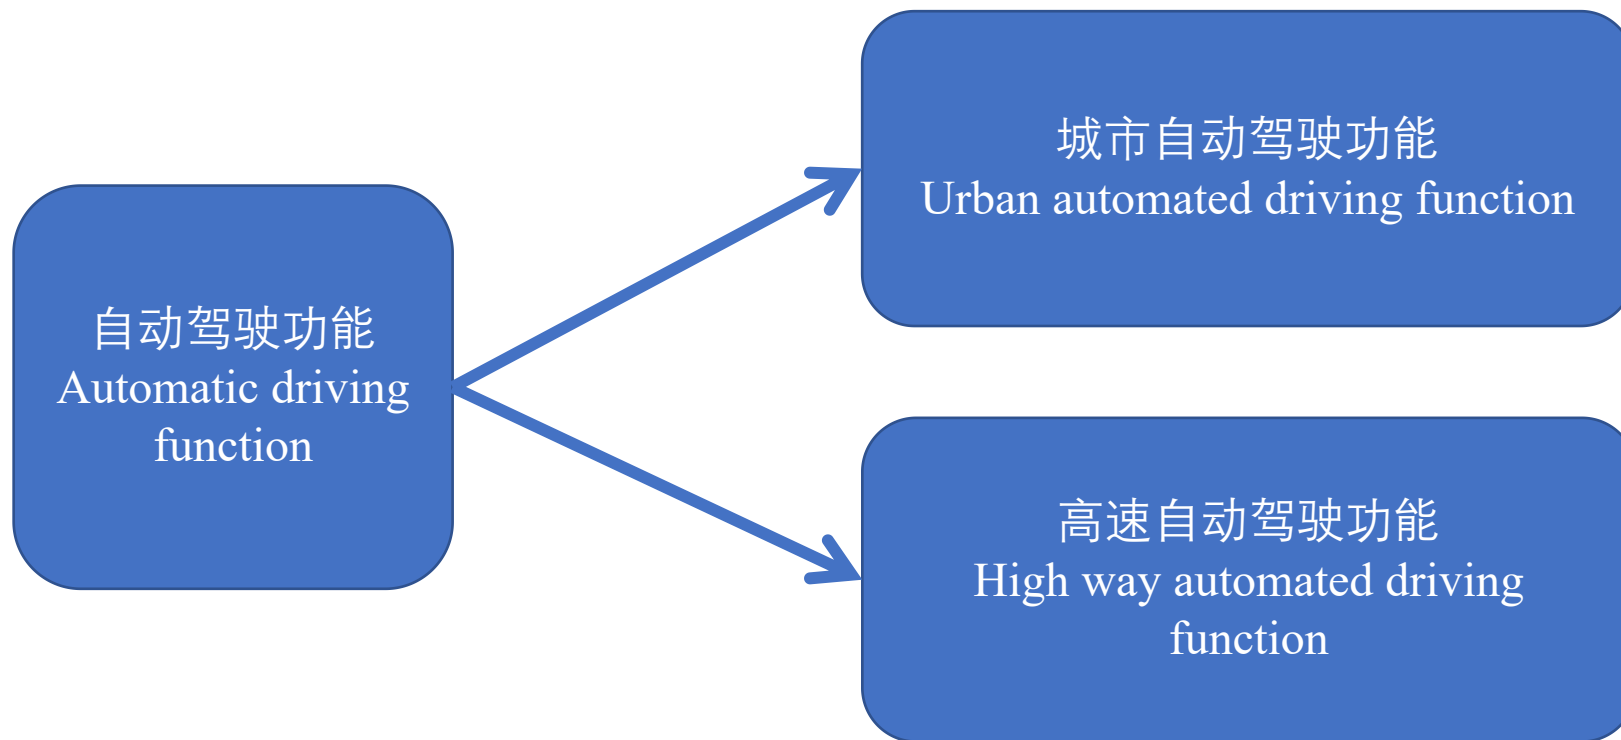 自动驾驶功能
Automatic driving
function
城市自动驾驶功能
Urban automated driving function
高速自动驾驶功能
High way automated driving
function